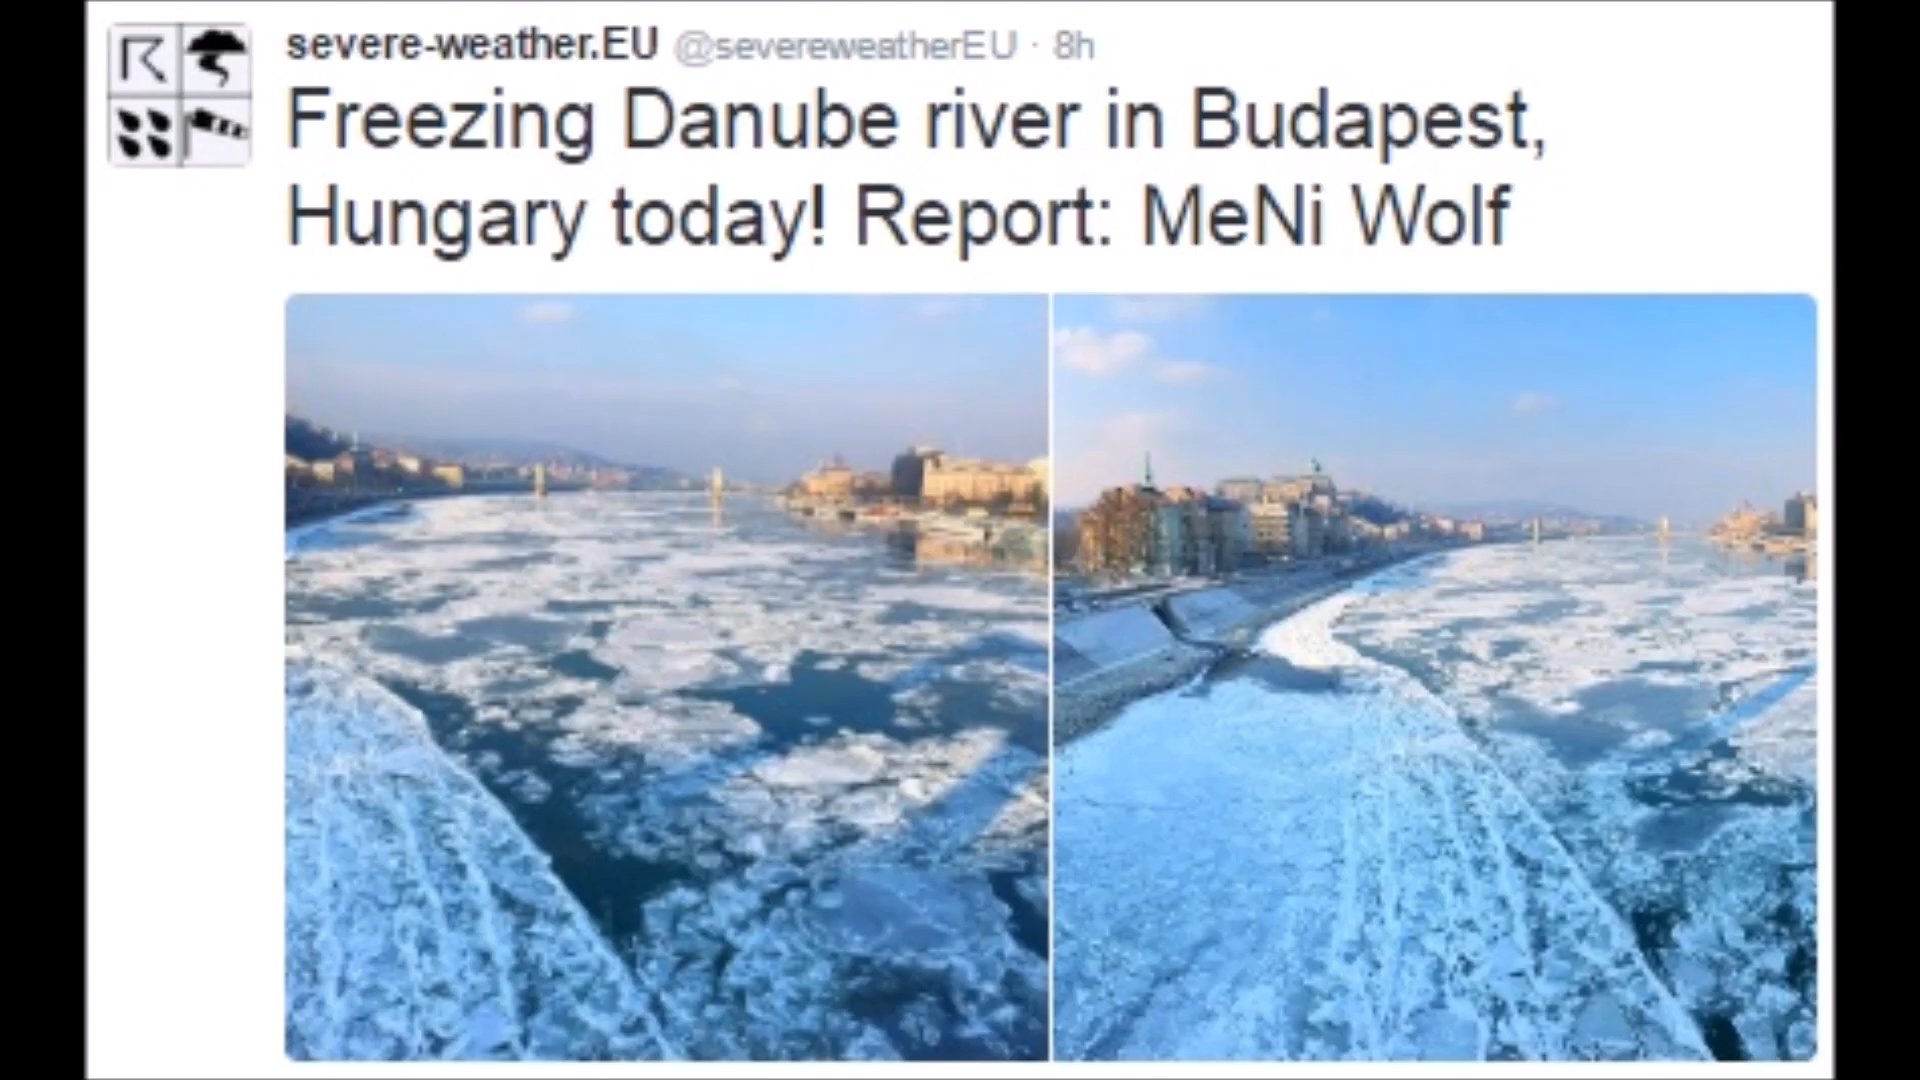 severe-weather.EU @severeweatherEU · 8h
Freezing Danube river in Budapest,
Hungary today! Report: MeNi Wolf